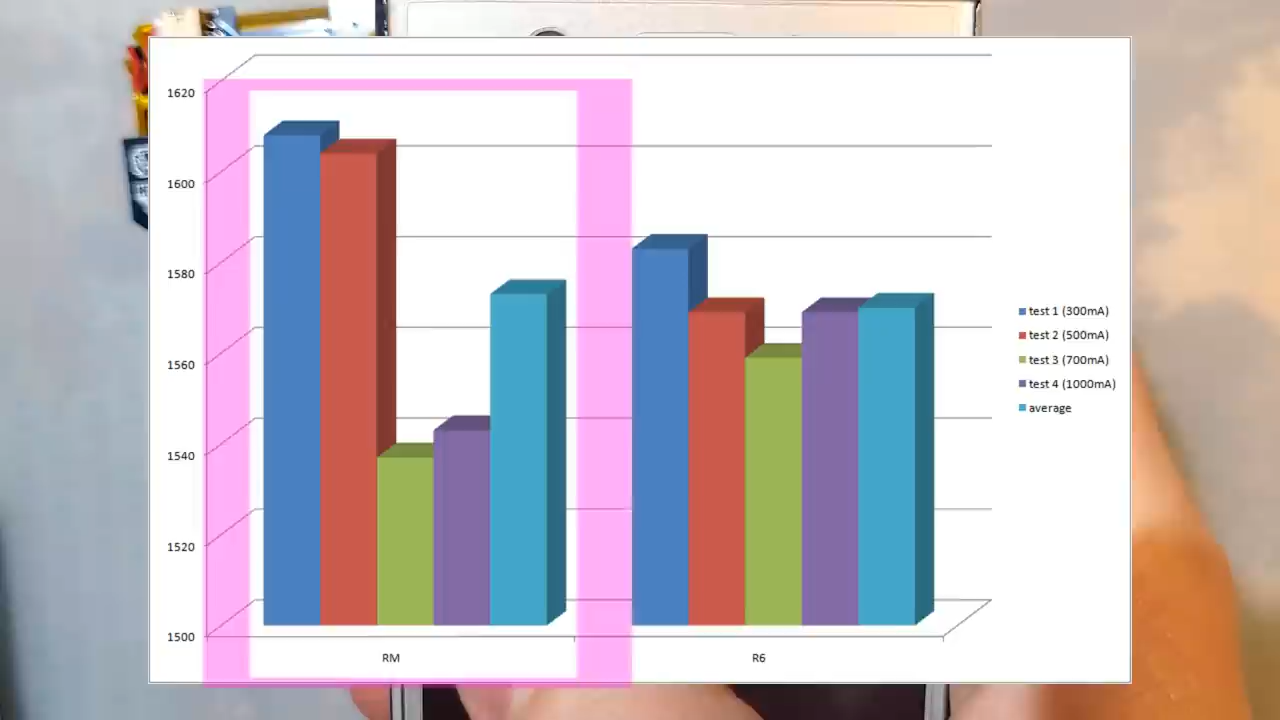 1620
1600
1580
1560
1540
1520
1500
RM
R6
test 1 (300mA)
test 2 (500mA)
test 3 (700mA)
test 4 (1000mA)
average